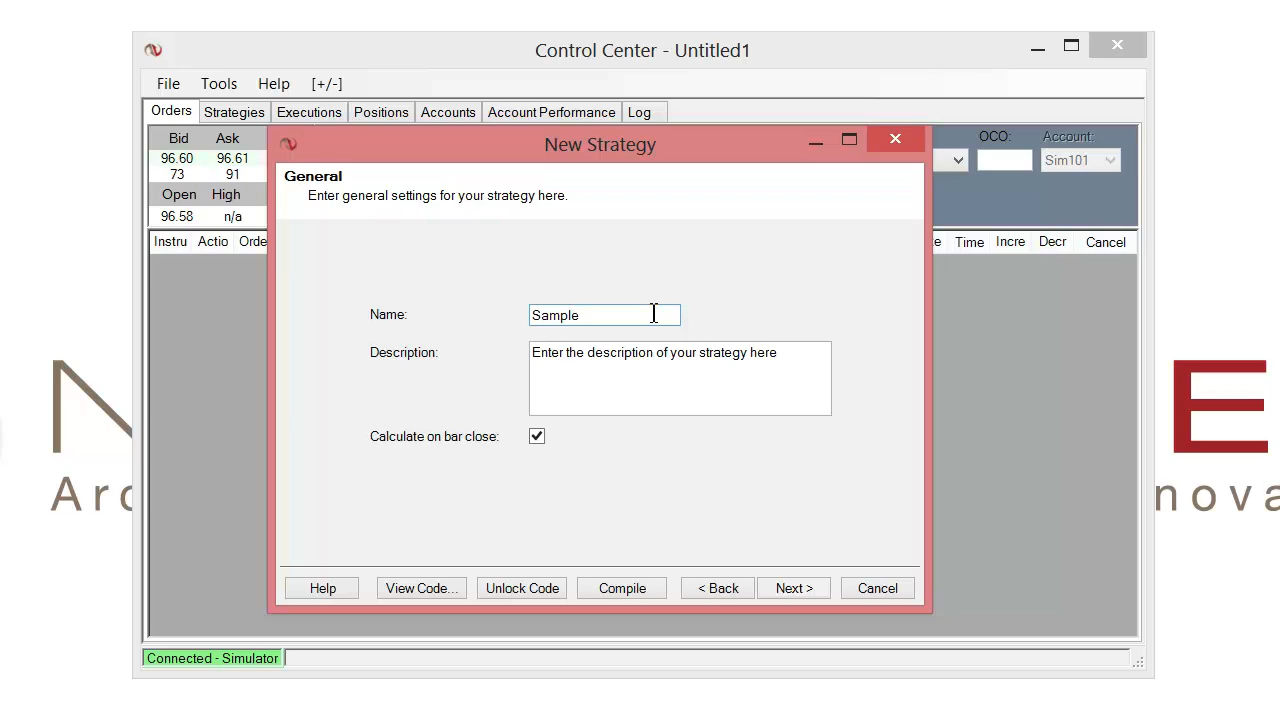 Control Center - Untitled1
File Tools Help [+/-]
Orders Strategies Executions Positions Accounts Account Performance Log
Bid Ask
96.60 96.61
73 91
Open High
96.58 n/a
OCO: Account:
Sim101
Instru Actio Orde
e Time Incre Decr Cancel
New Strategy
General
Enter general settings for your strategy here.
Name: Sample
Description: Enter the description of your strategy here
Calculate on bar close:
Help View Code... Unlock Code Compile < Back Next > Cancel
Connected - Simulator
N E
Arc nova